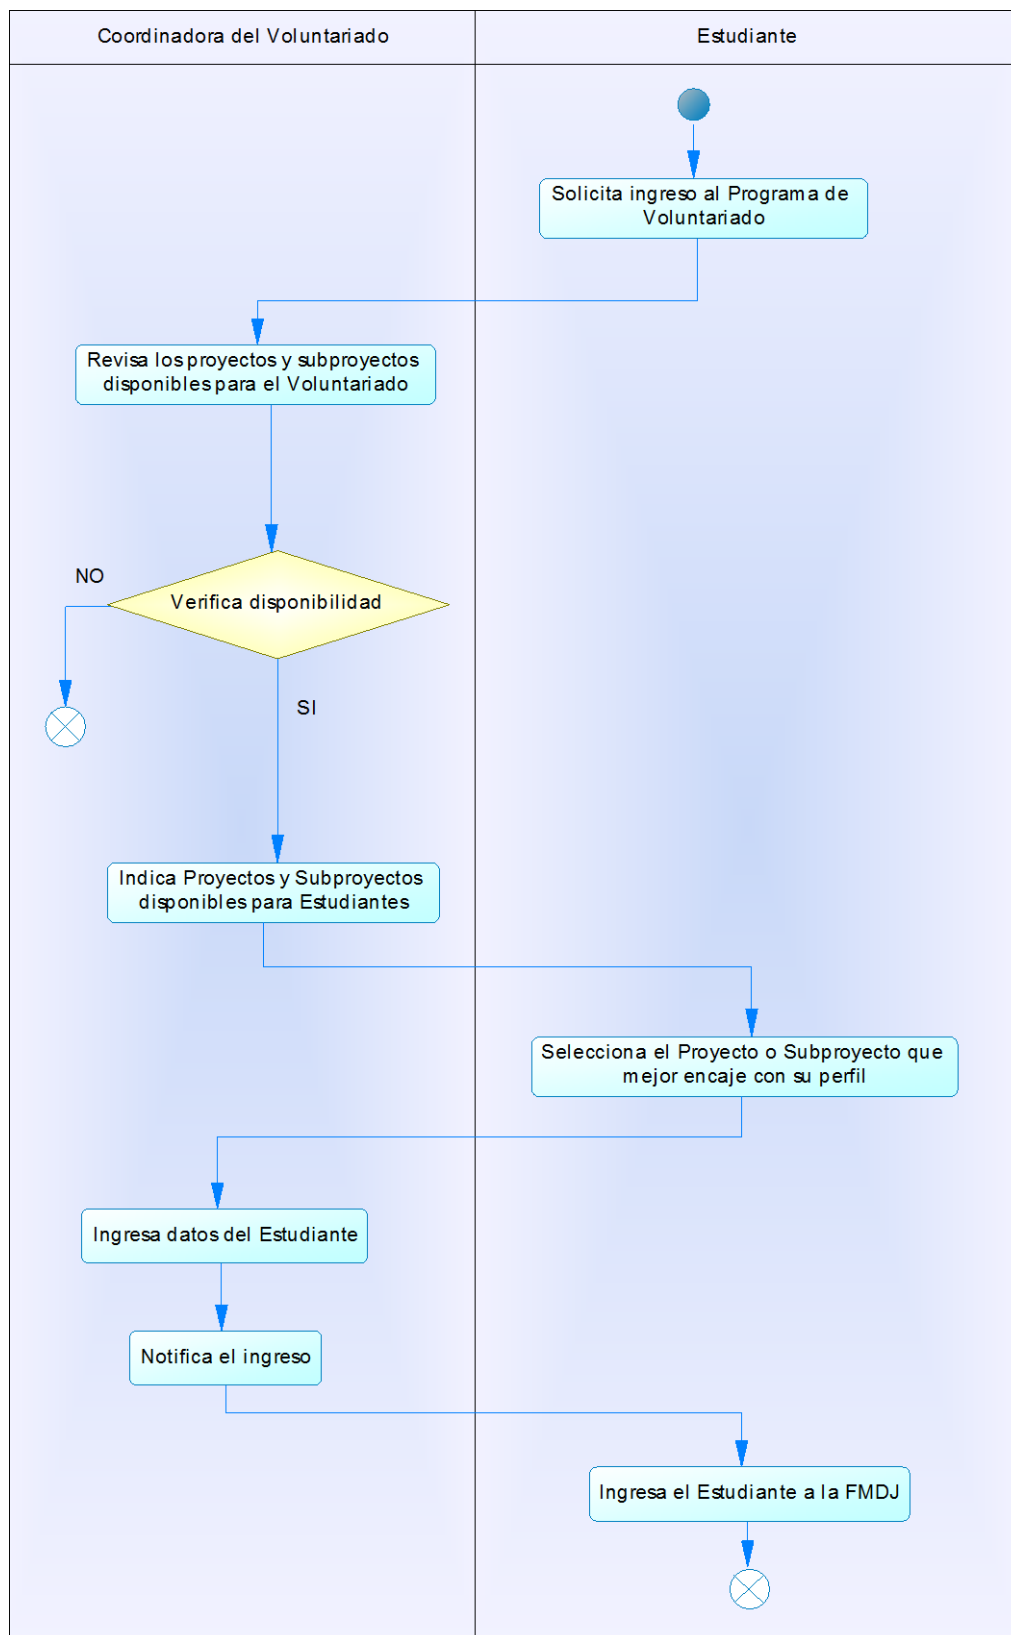 Coordinadora del Voluntariado
Estudiante
Solicita ingreso al Programa de
Voluntariado
Revisa los proyectos y subproyectos
disponibles para el Voluntariado
NO
Verifica disponibilidad
SI
Indica Proyectos y Subproyectos
disponibles para Estudiantes
Selecciona el Proyecto o Subproyecto que
mejor encaje con su perfil
Ingresa datos del Estudiante
Notifica el ingreso
Ingresa el Estudiante a la FMDJ